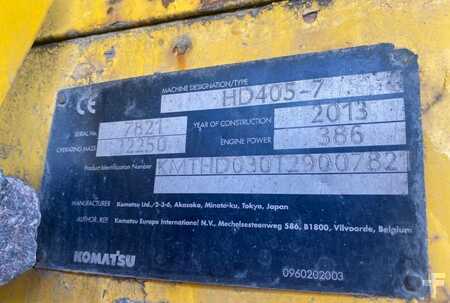 CE
MACHINE DESIGNATION/TYPE HD405-7
SERIAL No. 7821 YEAR OF CONSTRUCTION 2013
OPERATING MASS 22250 ENGINE POWER 386
Product Identification Number
MANUFACTURER Komatsu Ltd./2-3-6, Akasaka, Minato-ku, Tokyo, Japan
AUTHOR. REP. Komatsu Europe International N.V., Mechelsesteenweg 586, B1800, Vilvoorde, Belgium
KOMATSU
0960202003